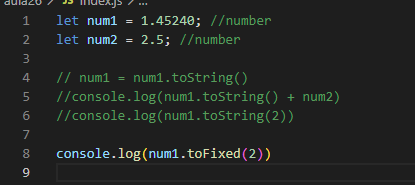 aula26 > index.js > ...
1 let num1 = 1.45240; //number
2 let num2 = 2.5; //number
3
4 // num1 = num1.toString()
5 //console.log(num1.toString() + num2)
6 //console.log(num1.toString(2))
7
8 console.log(num1.toFixed(2))
9